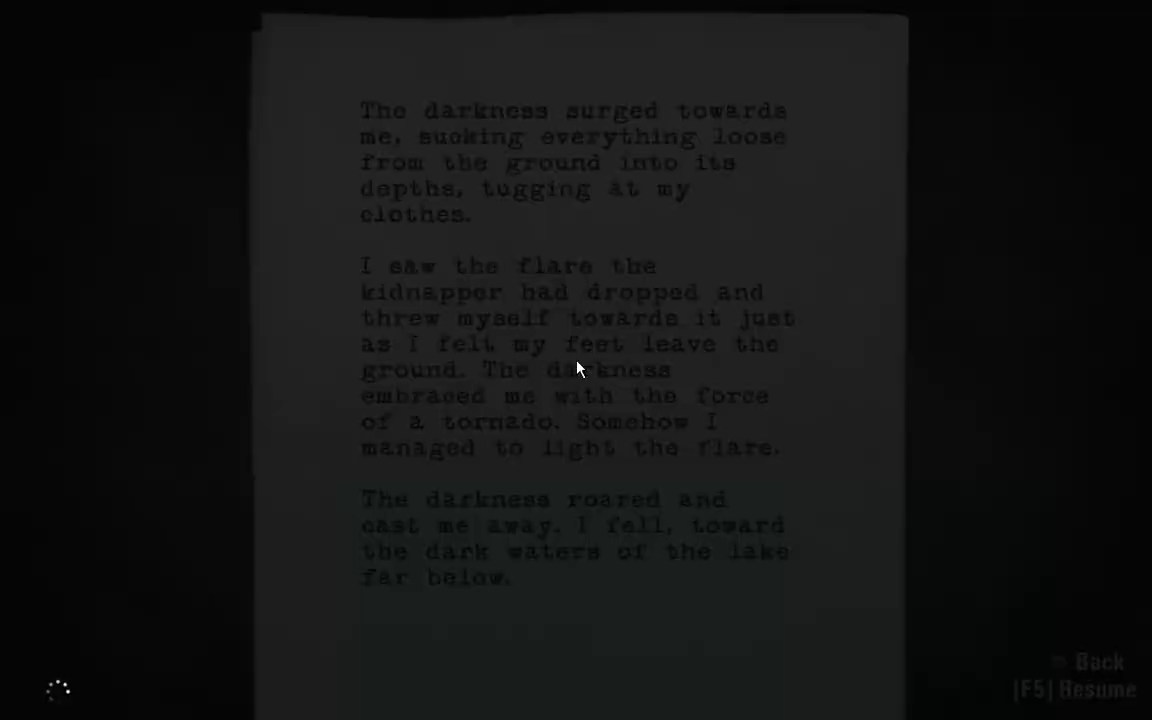 The darkness surged towards
me, sucking everything loose
from the ground into its
depths, tugging at my
clothes.
I saw the flare the
kidnapper had dropped and
threw myself towards it just
as I felt my feet leave the
ground. The darkness
embraced me with the force
of a tornado. Somehow I
managed to light the flare.
The darkness roared and
cast me away. I fell, toward
the dark waters of the lake
far below.
Back
[F5] Resume